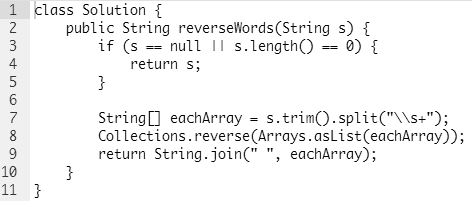 1 class Solution {
2     public String reverseWords(String s) {
3         if (s == null || s.length() == 0) {
4             return s;
5         }
6
7         String[] eachArray = s.trim().split("\\s+");
8         Collections.reverse(Arrays.asList(eachArray));
9         return String.join(" ", eachArray);
10     }
11 }